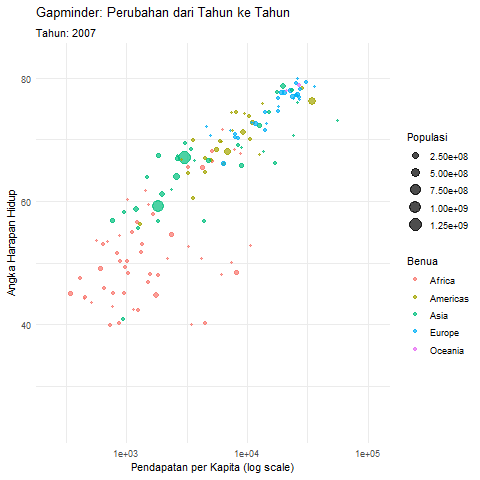 Gapminder: Perubahan dari Tahun ke Tahun
Tahun: 2007
Angka Harapan Hidup
80
60
40
1e+03
1e+04
1e+05
Pendapatan per Kapita (log scale)
Populasi
2.50e+08
5.00e+08
7.50e+08
1.00e+09
1.25e+09
Benua
Africa
Americas
Asia
Europe
Oceania